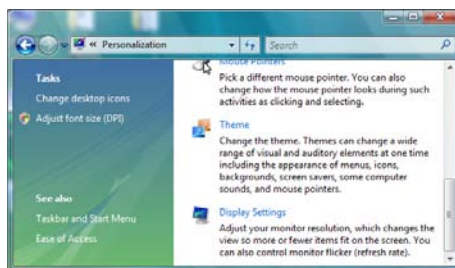 « Personalization
Search
Tasks
Change desktop icons
Adjust font size (DPI)
See also
Taskbar and Start Menu
Ease of Access
Mouse Pointers
Pick a different mouse pointer. You can also
change how the mouse pointer looks during such
activities as clicking and selecting.
Theme
Change the theme. Themes can change a wide
range of visual and auditory elements at one time
including the appearance of menus, icons,
backgrounds, screen savers, some computer
sounds, and mouse pointers.
Display Settings
Adjust your monitor resolution, which changes the
view so more or fewer items fit on the screen. You
can also control monitor flicker (refresh rate).